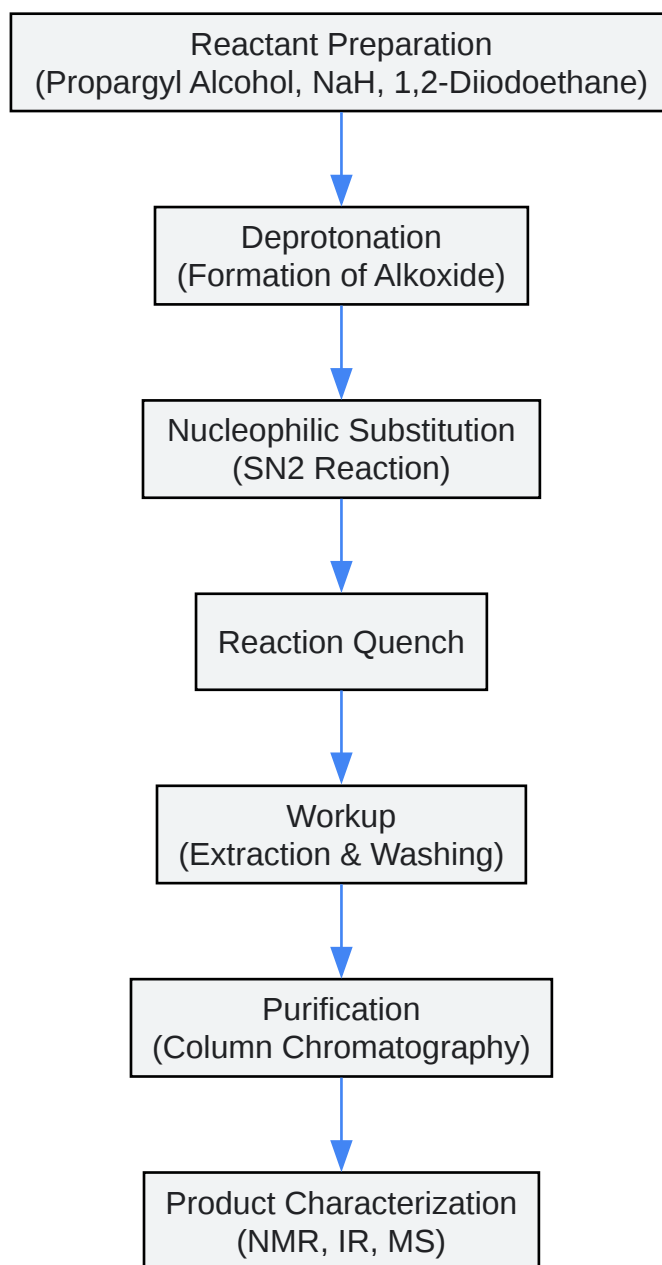 Reactant Preparation
(Propargyl Alcohol, NaH, 1,2-Diiodoethane)
Deprotonation
(Formation of Alkoxide)
Nucleophilic Substitution
(SN2 Reaction)
Reaction Quench
Workup
(Extraction & Washing)
Purification
(Column Chromatography)
Product Characterization
(NMR, IR, MS)